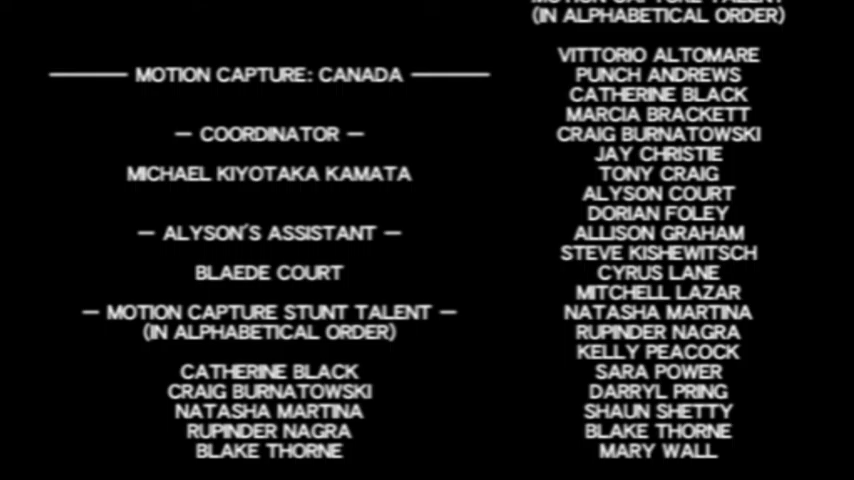 MOTION CAPTURE: CANADA
— COORDINATOR —
MICHAEL KIYOTAKA KAMATA
— ALYSON'S ASSISTANT —
BLAEDE COURT
— MOTION CAPTURE STUNT TALENT —
(IN ALPHABETICAL ORDER)
CATHERINE BLACK
CRAIG BURNATOWSKI
NATASHA MARTINA
RUPINDER NAGRA
BLAKE THORNE
MOTION CAPTURE TALENT
(IN ALPHABETICAL ORDER)
VITTORIO ALTOMARE
PUNCH ANDREWS
CATHERINE BLACK
MARCIA BRACKETT
CRAIG BURNATOWSKI
JAY CHRISTIE
TONY CRAIG
ALYSON COURT
DORIAN FOLEY
ALLISON GRAHAM
STEVE KISHEWITSCH
CYRUS LANE
MITCHELL LAZAR
NATASHA MARTINA
RUPINDER NAGRA
KELLY PEACOCK
SARA POWER
DARRYL PRING
SHAUN SHETTY
BLAKE THORNE
MARY WALL